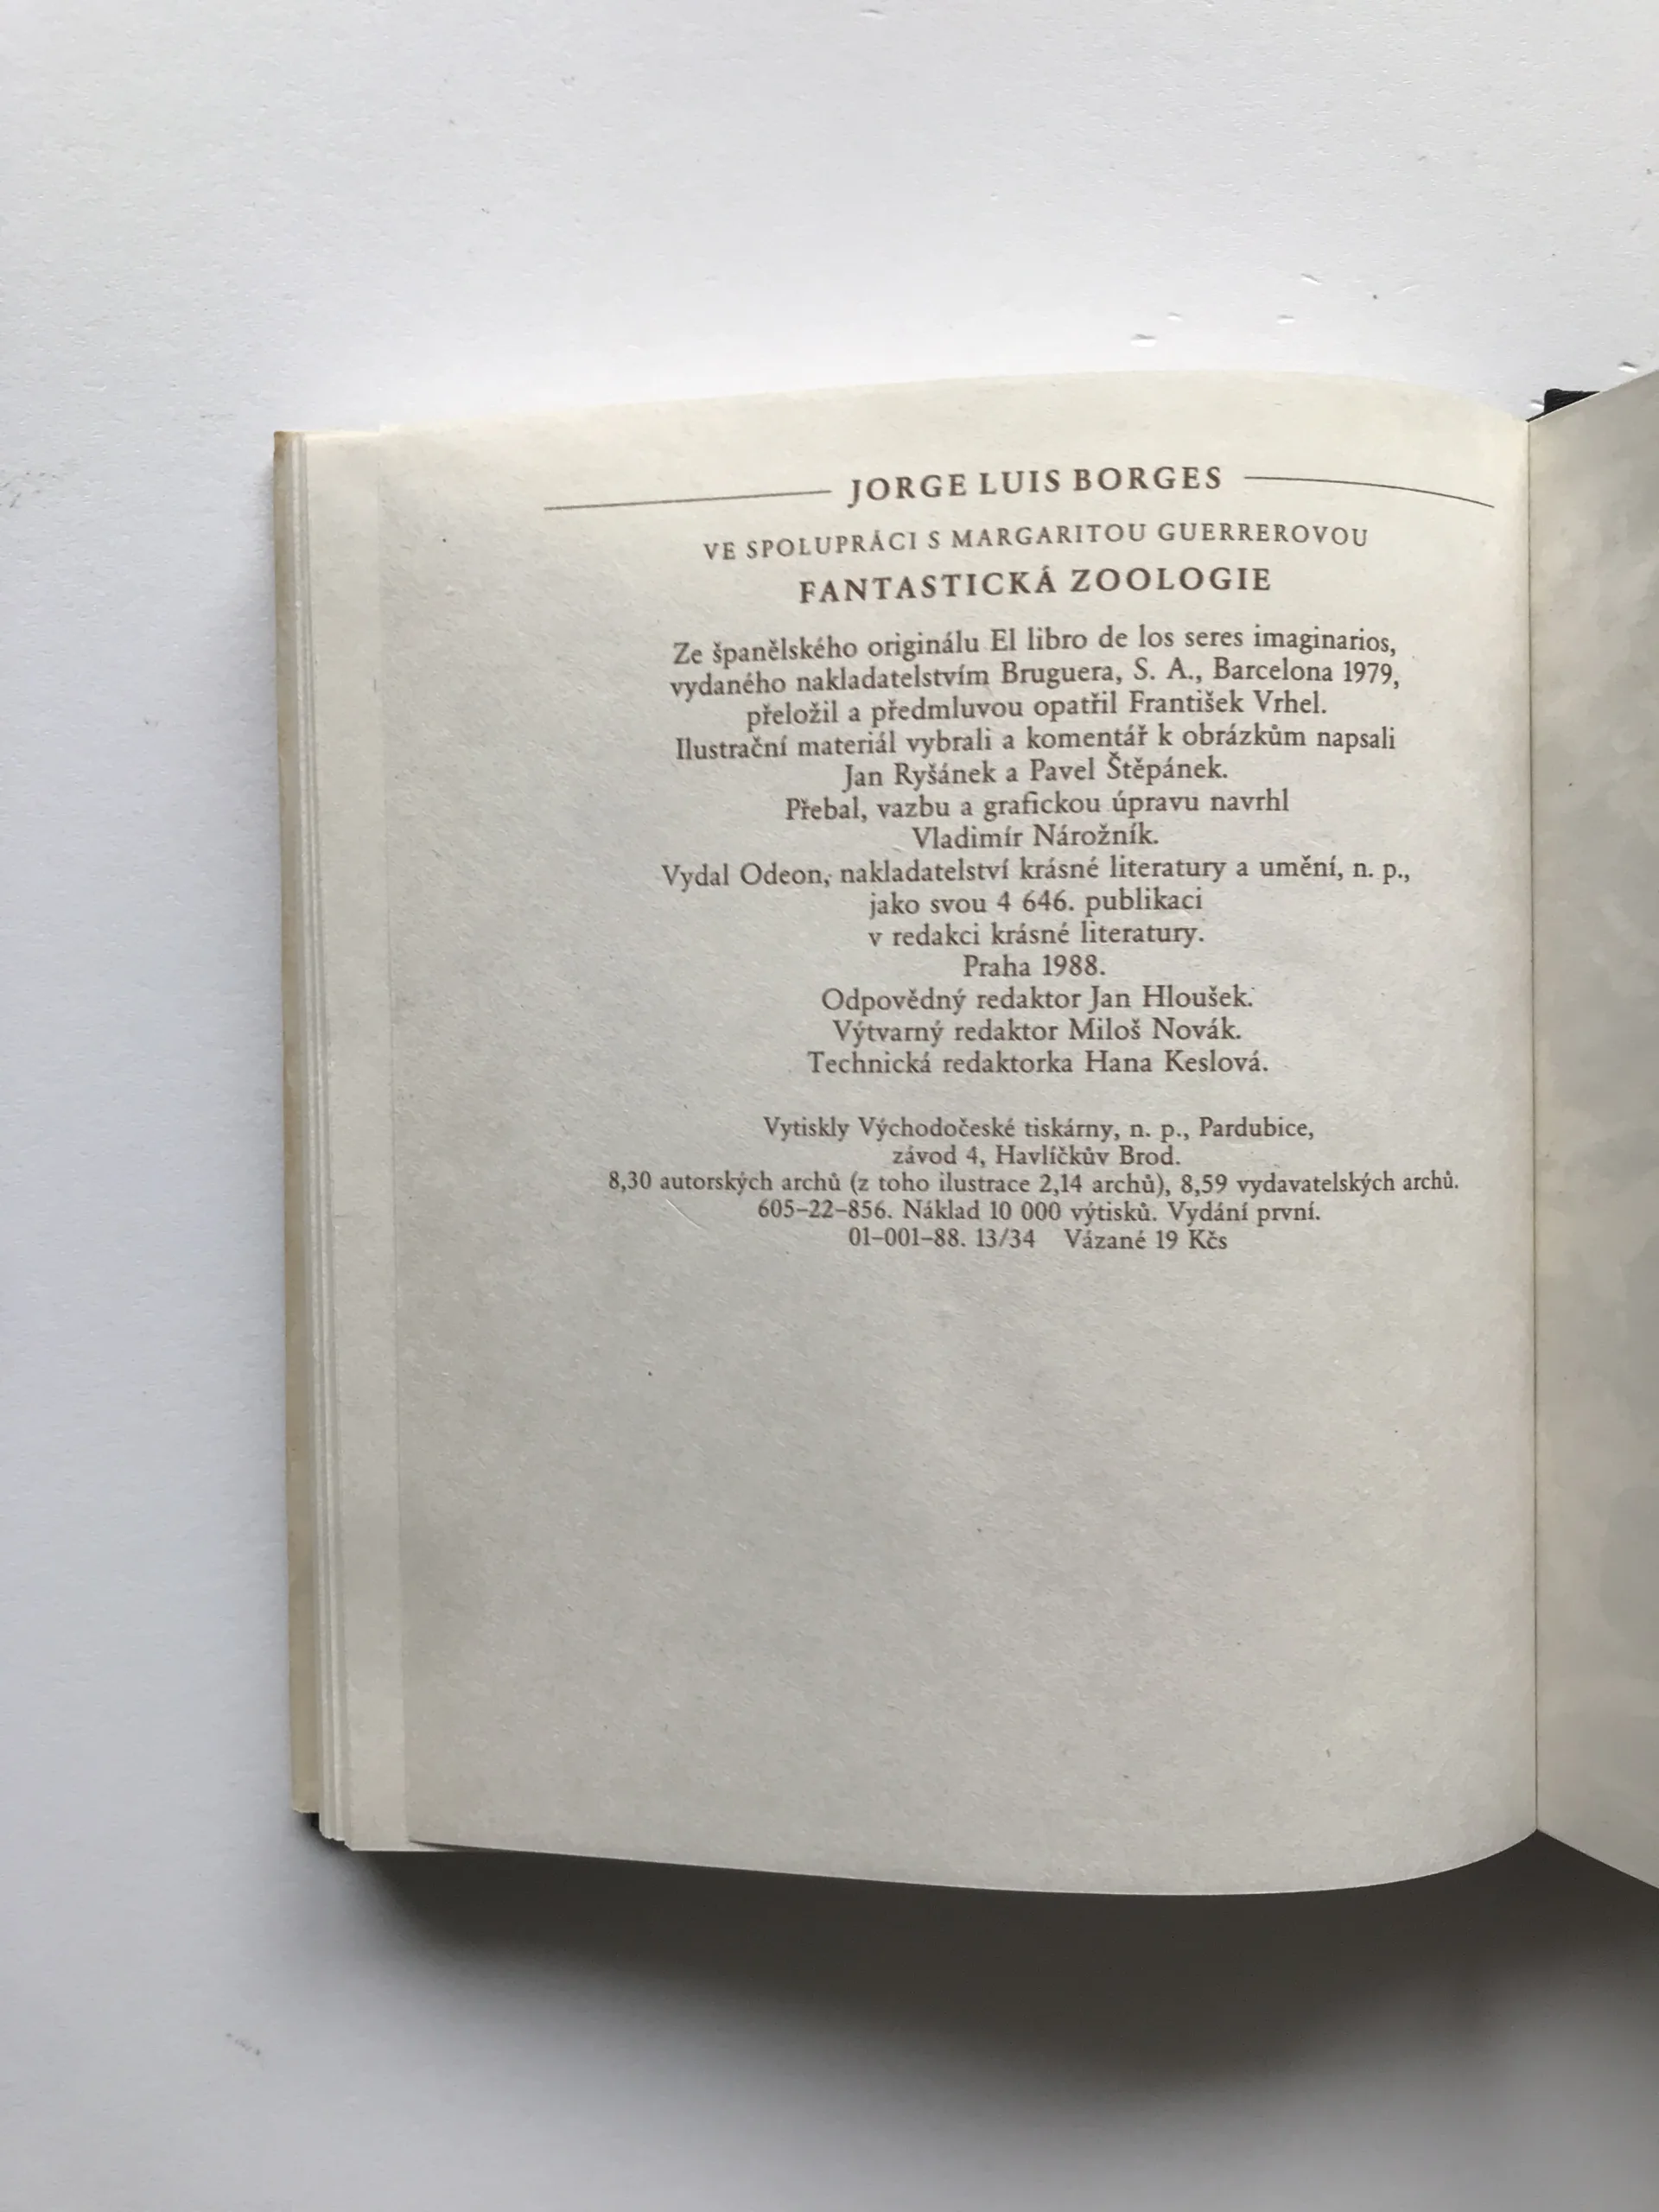 JORGE LUIS BORGES
VE SPOLUPRÁCI S MARGARITOU GUERREROVOU
FANTASTICKÁ ZOOLOGIE
Ze španělského originálu El libro de los seres imaginarios,
vydaného nakladatelstvím Bruguera, S. A., Barcelona 1979,
přeložil a předmluvou opatřil František Vrhel.
Ilustrační materiál vybrali a komentář k obrázkům napsali
Jan Ryšánek a Pavel Štěpánek.
Přebal, vazbu a grafickou úpravu navrhl
Vladimír Nárožník.
Vydal Odeon, nakladatelství krásné literatury a umění, n. p.,
jako svou 4 646. publikaci
v redakci krásné literatury.
Praha 1988.
Odpovědný redaktor Jan Hloušek.
Výtvarný redaktor Miloš Novák.
Technická redaktorka Hana Keslová.
Vytiskly Východočeské tiskárny, n. p., Pardubice,
závod 4, Havlíčkův Brod.
8,30 autorských archů (z toho ilustrace 2,14 archů), 8,59 vydavatelských archů.
605–22–856. Náklad 10 000 výtisků. Vydání první.
01–001–88. 13/34 Vázané 19 Kčs